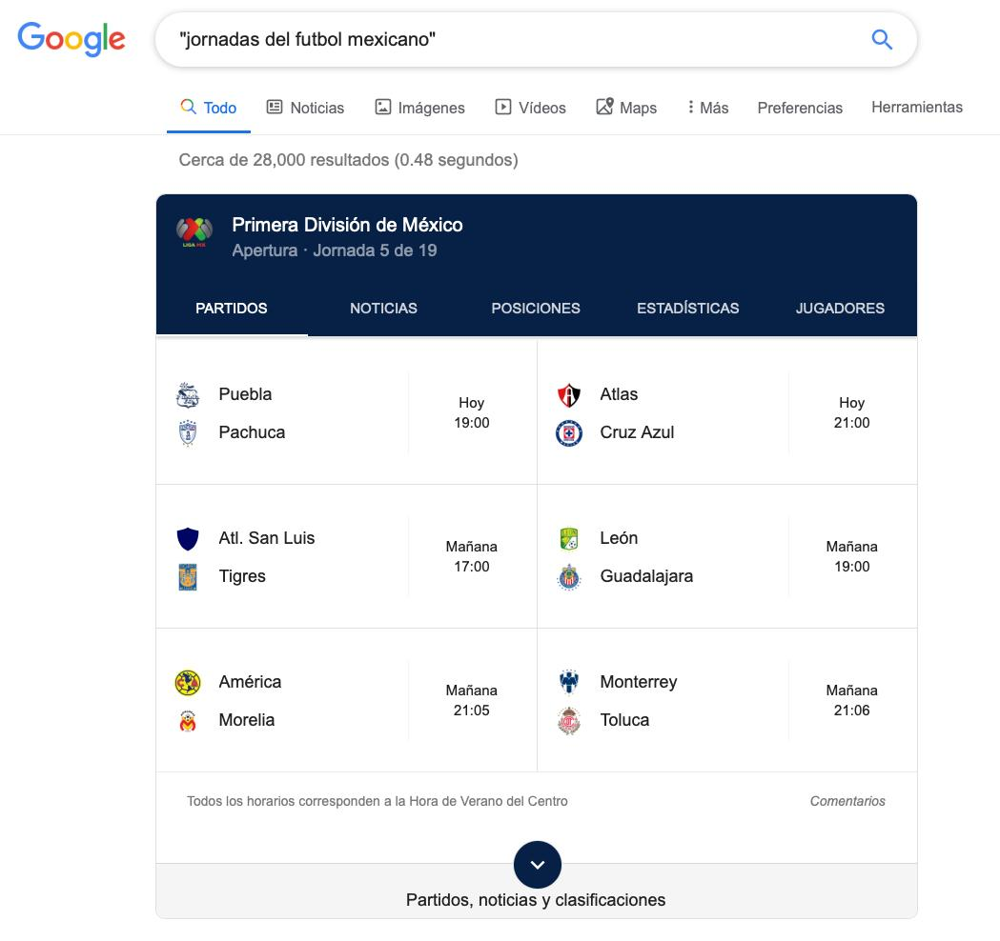 Google
"jornadas del futbol mexicano"
Todo
Noticias
Imágenes
Vídeos
Maps
Más
Preferencias
Herramientas
Cerca de 28,000 resultados (0.48 segundos)
LIGA MX
Primera División de México
Apertura · Jornada 5 de 19
PARTIDOS
NOTICIAS
POSICIONES
ESTADÍSTICAS
JUGADORES
Puebla
Pachuca
Hoy
19:00
Atlas
Cruz Azul
Hoy
21:00
Atl. San Luis
Tigres
Mañana
17:00
León
Guadalajara
Mañana
19:00
América
Morelia
Mañana
21:05
Monterrey
Toluca
Mañana
21:06
Todos los horarios corresponden a la Hora de Verano del Centro
Comentarios
Partidos, noticias y clasificaciones